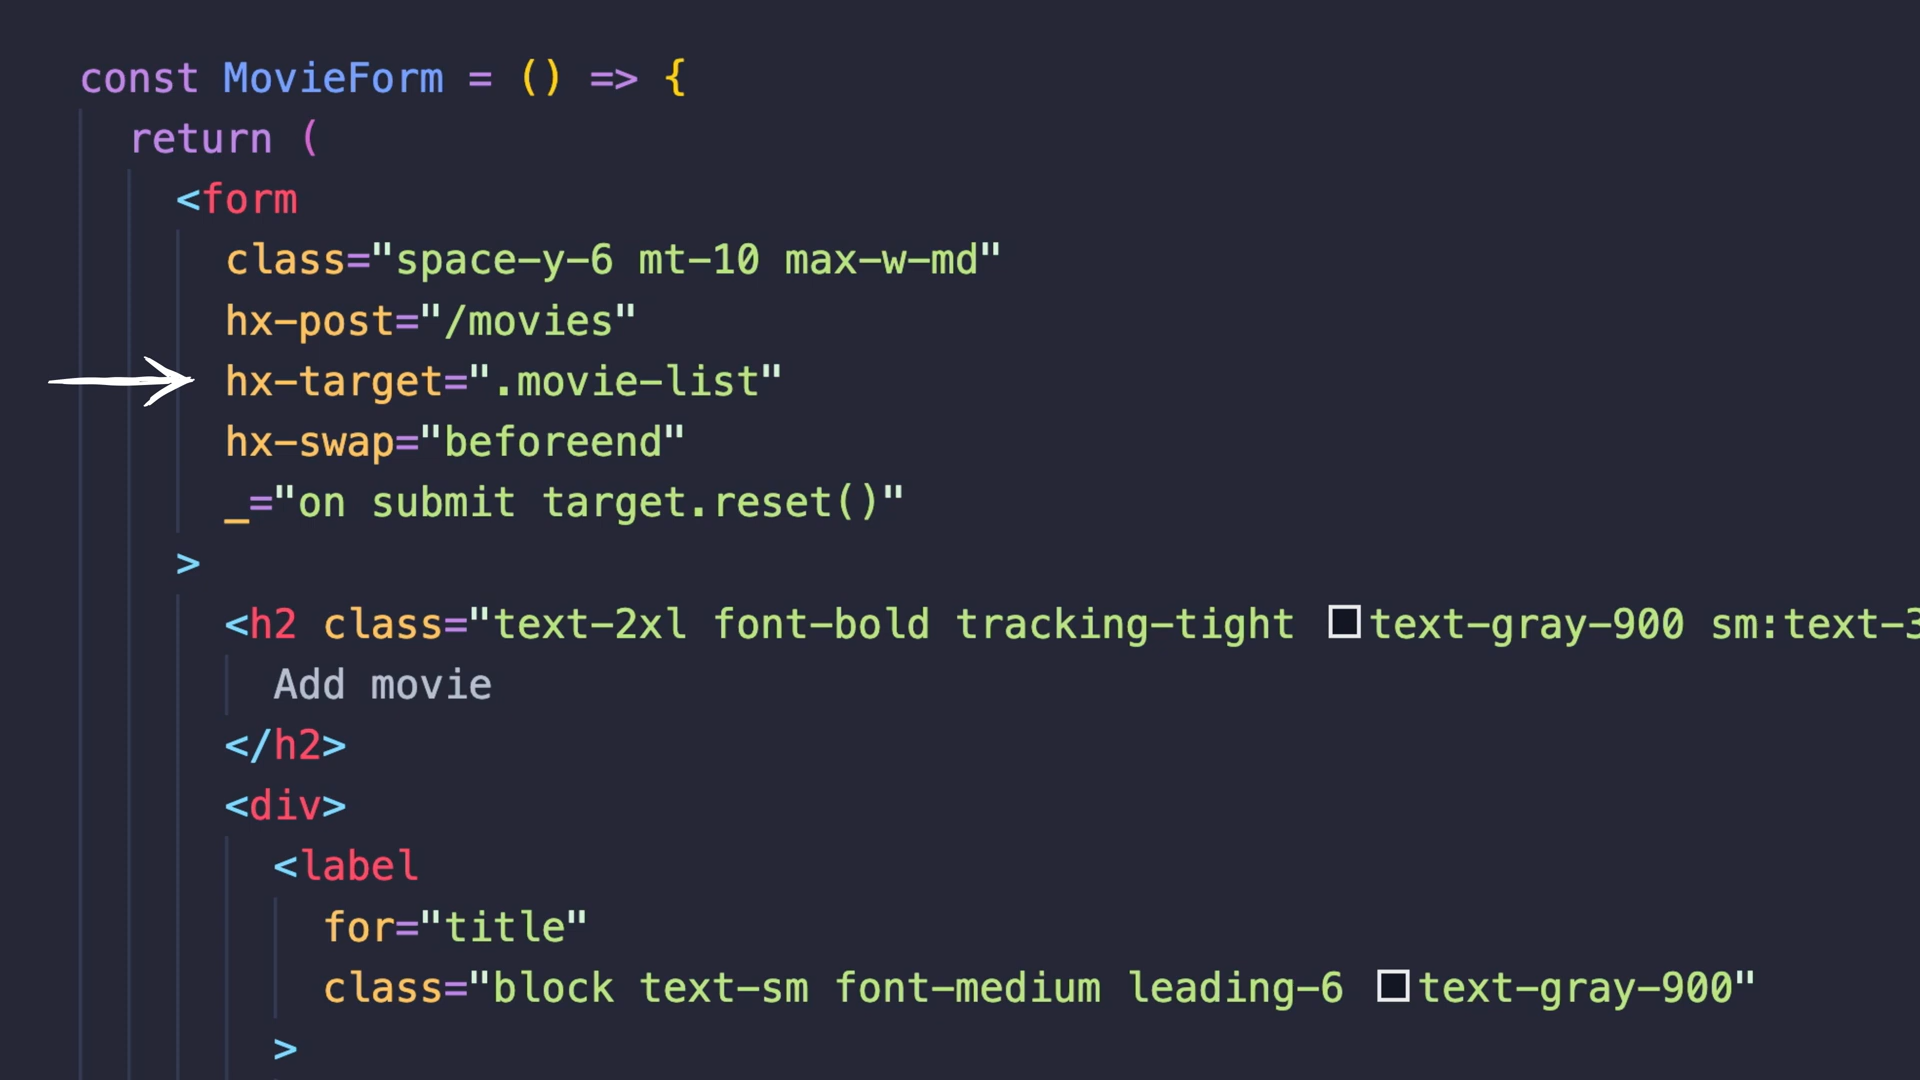 const MovieForm = () => {
return (
<form
class="space-y-6 mt-10 max-w-md"
hx-post="/movies"
hx-target=".movie-list"
hx-swap="beforeend"
_="on submit target.reset()"
>
<h2 class="text-2xl font-bold tracking-tight text-gray-900 sm:text-3
Add movie
</h2>
<div>
<label
for="title"
class="block text-sm font-medium leading-6 text-gray-900"
>